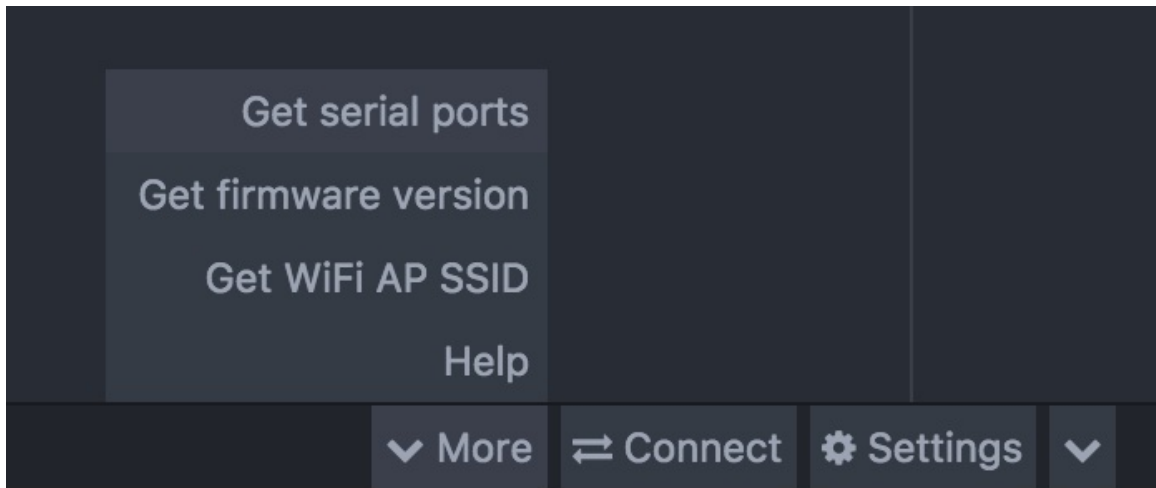 Get serial ports
Get firmware version
Get WiFi AP SSID
Help
More Connect Settings